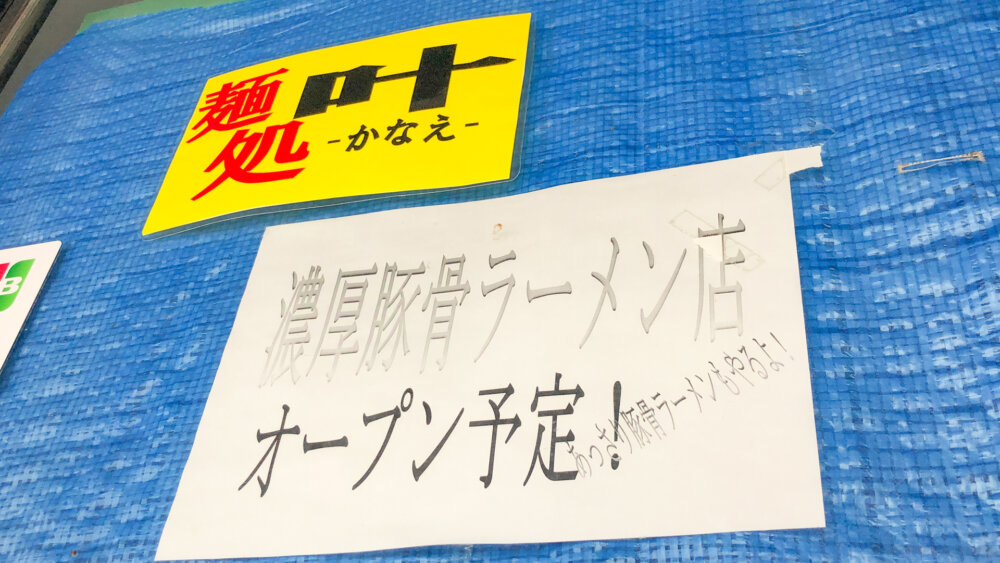 麺処 叶
-かなえ-
濃厚豚骨ラーメン店
オープン予定!
あっさり豚骨ラーメンもやるよ!
B